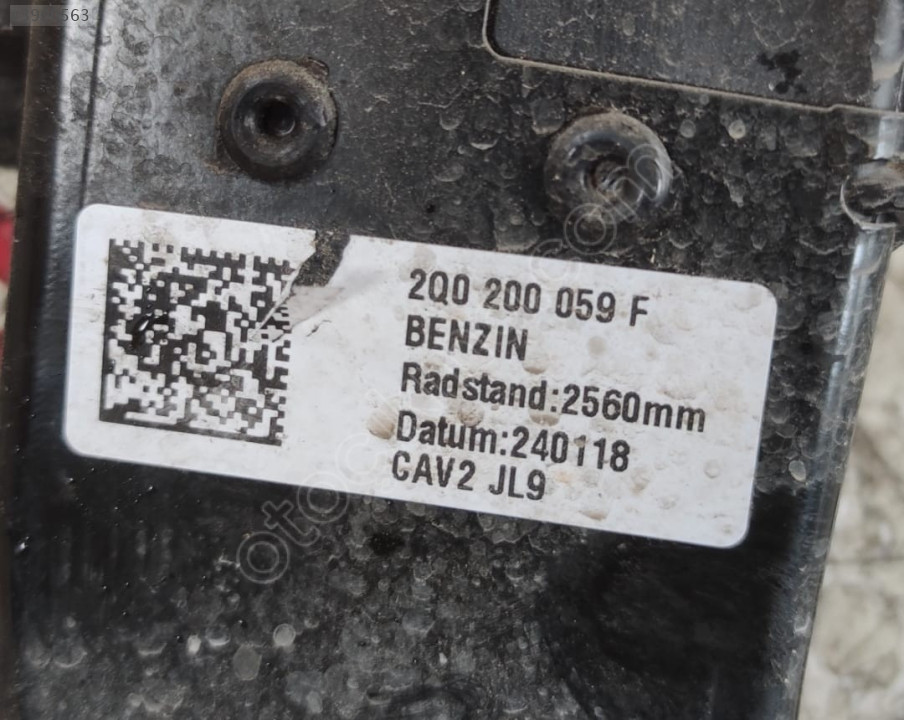 2Q0 200 059 F
BENZIN
Radstand:2560mm
Datum:240118
CAV2 JL9